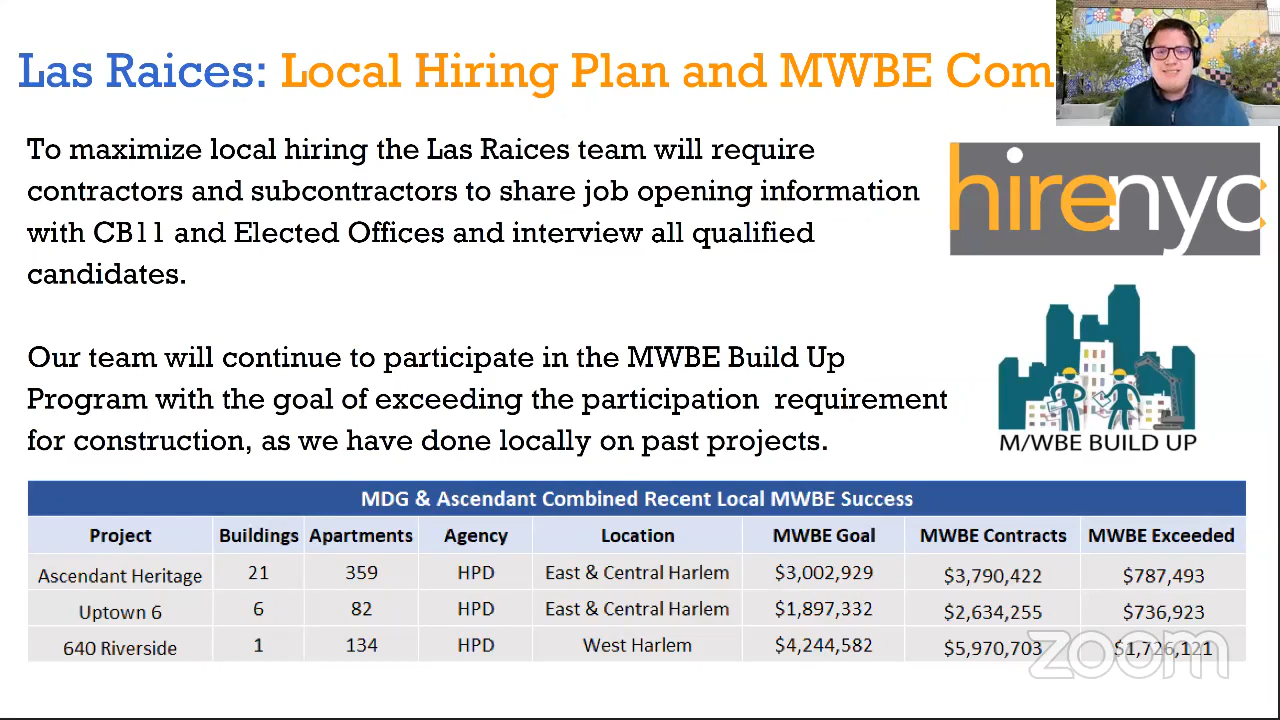 Las Raices: Local Hiring Plan and MWBE Com
To maximize local hiring the Las Raices team will require
contractors and subcontractors to share job opening information
with CB11 and Elected Offices and interview all qualified
candidates.
hirenyc
Our team will continue to participate in the MWBE Build Up
Program with the goal of exceeding the participation requirement
for construction, as we have done locally on past projects.
M/WBE BUILD UP
MDG & Ascendant Combined Recent Local MWBE Success
Project Buildings Apartments Agency Location MWBE Goal MWBE Contracts MWBE Exceeded
Ascendant Heritage 21 359 HPD East & Central Harlem $3,002,929 $3,790,422 $787,493
Uptown 6 6 82 HPD East & Central Harlem $1,897,332 $2,634,255 $736,923
640 Riverside 1 134 HPD West Harlem $4,244,582 $5,970,703 $1,726,121
zoom